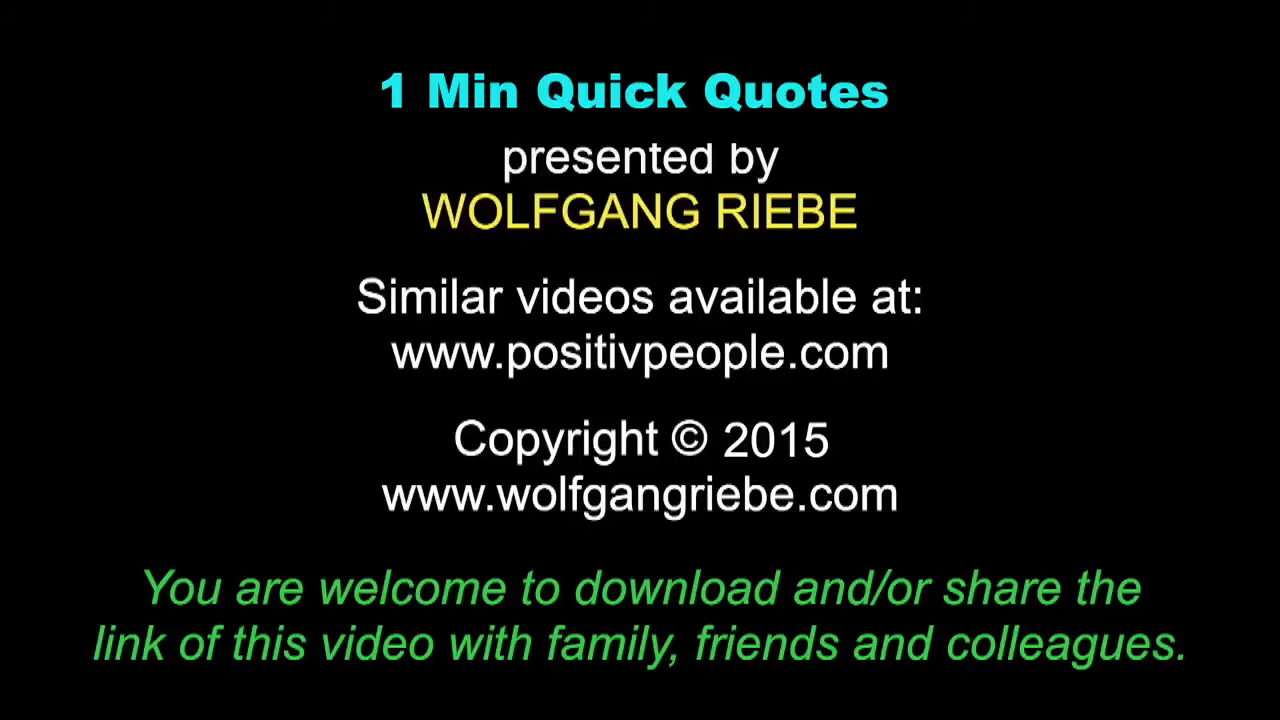 1 Min Quick Quotes
presented by
WOLFGANG RIEBE
Similar videos available at:
www.positivpeople.com
Copyright © 2015
www.wolfgangriebe.com
You are welcome to download and/or share the
link of this video with family, friends and colleagues.